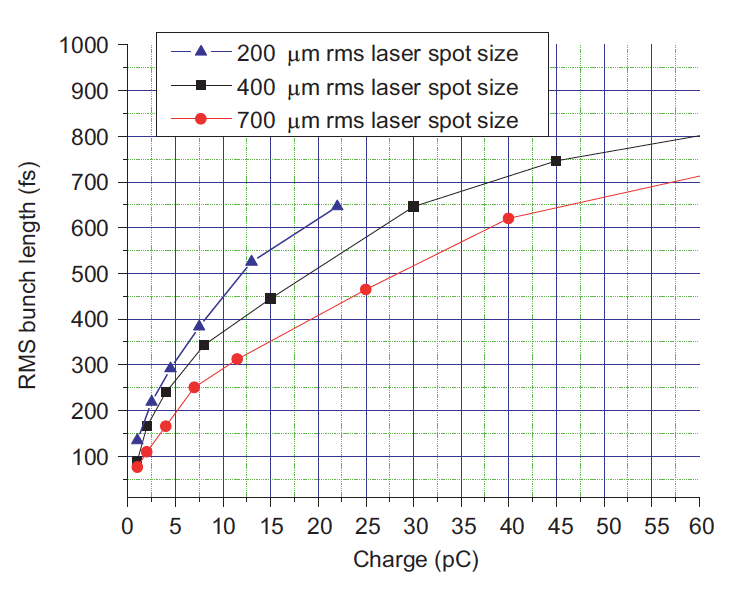 200 μm rms laser spot size
400 μm rms laser spot size
700 μm rms laser spot size
1000
900
800
700
600
500
400
300
200
100
RMS bunch length (fs)
0 5 10 15 20 25 30 35 40 45 50 55 60
Charge (pC)